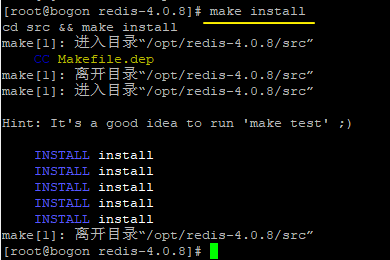 [root@bogon redis-4.0.8]# make install
cd src && make install
make[1]: 进入目录“/opt/redis-4.0.8/src”
CC Makefile.dep
make[1]: 离开目录“/opt/redis-4.0.8/src”
make[1]: 进入目录“/opt/redis-4.0.8/src”
Hint: It's a good idea to run 'make test' ;)
INSTALL install
INSTALL install
INSTALL install
INSTALL install
INSTALL install
make[1]: 离开目录“/opt/redis-4.0.8/src”
[root@bogon redis-4.0.8]#